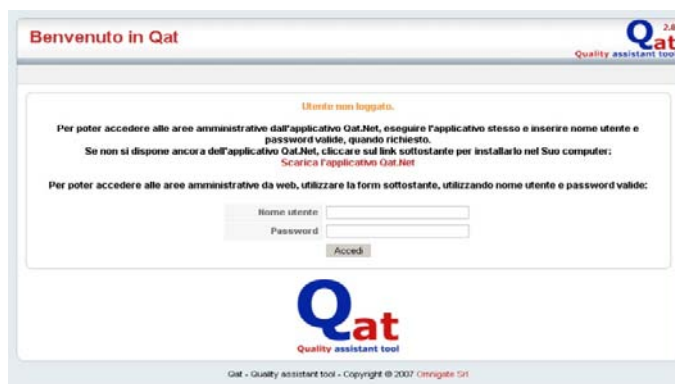 Benvenuto in Qat
Qat 2.0
Quality assistant tool
Utente non loggato.
Per poter accedere alle aree amministrative dall'applicativo Qat.Net, eseguire l'applicativo stesso e inserire nome utente e
password valide, quando richiesto.
Se non si dispone ancora dell'applicativo Qat.Net, cliccare sul link sottostante per installarlo nel Suo computer:
Scarica l'applicativo Qat.Net
Per poter accedere alle aree amministrative da web, utilizzare la form sottostante, utilizzando nome utente e password valide:
Nome utente
Password
Accedi
Qat
Quality assistant tool
Qat - Quality assistant tool - Copyright © 2007 Omnigate Srl